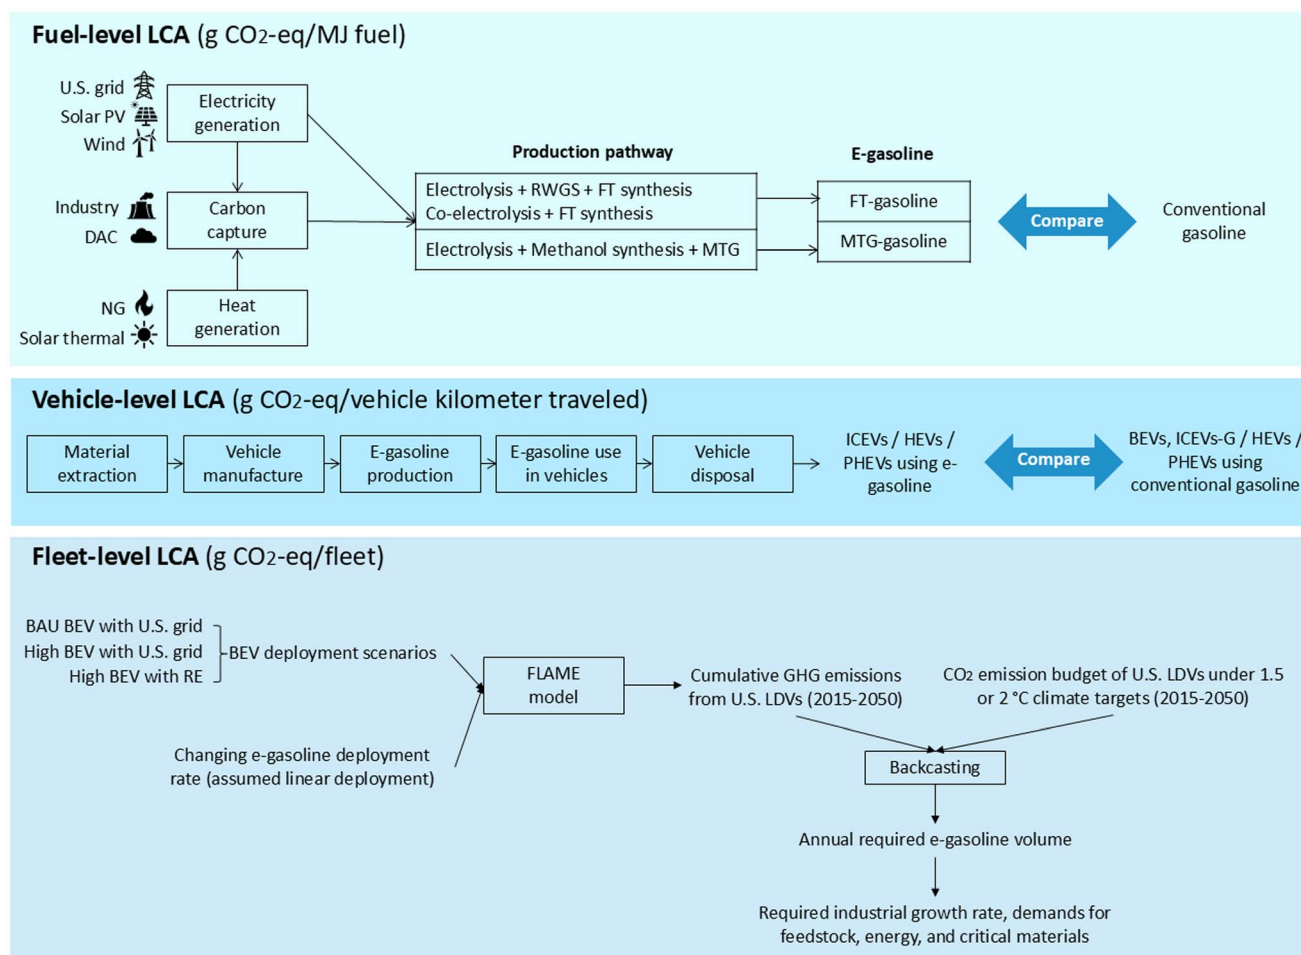 Fuel-level LCA (g CO2-eq/MJ fuel)
U.S. grid
Solar PV
Wind
Electricity
generation
Industry
DAC
Carbon
capture
NG
Solar thermal
Heat
generation
Production pathway
Electrolysis + RWGS + FT synthesis
Co-electrolysis + FT synthesis
Electrolysis + Methanol synthesis + MTG
E-gasoline
FT-gasoline
MTG-gasoline
Compare
Conventional
gasoline
Vehicle-level LCA (g CO2-eq/vehicle kilometer traveled)
Material
extraction
Vehicle
manufacture
E-gasoline
production
E-gasoline use
in vehicles
Vehicle
disposal
ICEVs / HEVs /
PHEVs using e-
gasoline
Compare
BEVs, ICEVs-G / HEVs /
PHEVs using
conventional gasoline
Fleet-level LCA (g CO2-eq/fleet)
BAU BEV with U.S. grid
High BEV with U.S. grid
High BEV with RE
BEV deployment scenarios
Changing e-gasoline deployment
rate (assumed linear deployment)
FLAME
model
Cumulative GHG emissions
from U.S. LDVs (2015-2050)
CO2 emission budget of U.S. LDVs under 1.5
or 2 °C climate targets (2015-2050)
Backcasting
Annual required e-gasoline volume
Required industrial growth rate, demands for
feedstock, energy, and critical materials